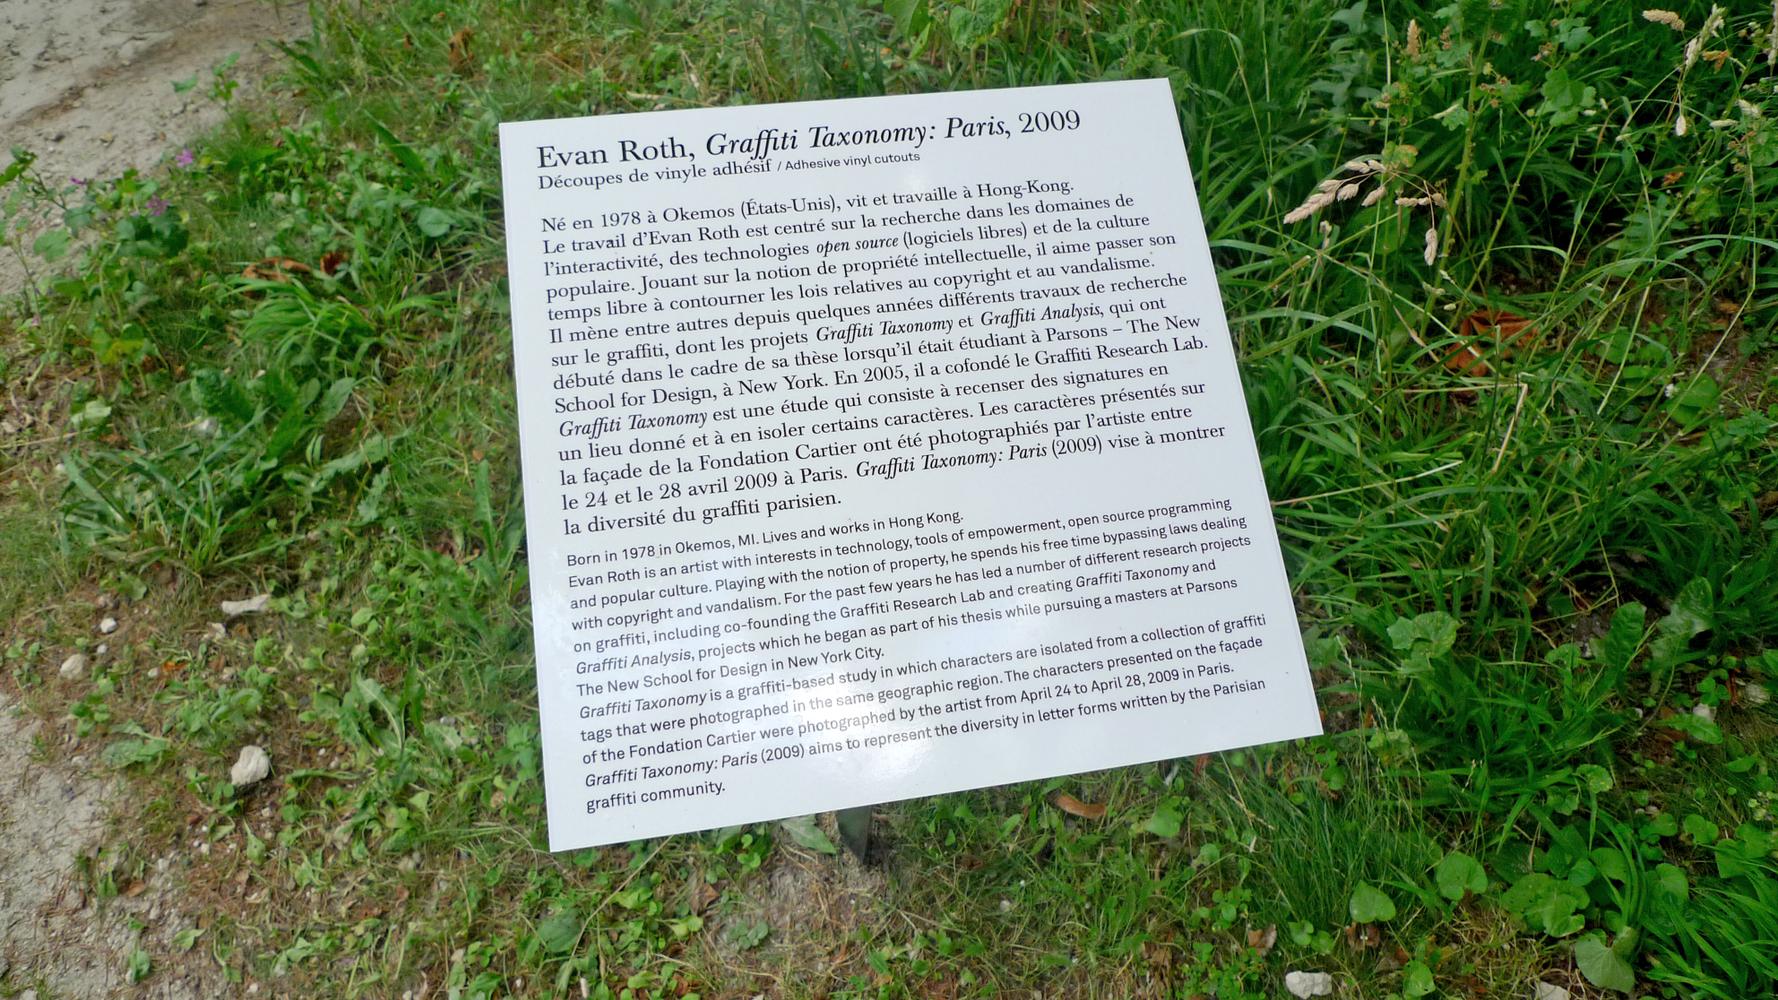 Evan Roth, Graffiti Taxonomy: Paris, 2009
Découpes de vinyle adhésif / Adhesive vinyl cutouts
Né en 1978 à Okemos (États-Unis), vit et travaille à Hong-Kong.
Le travail d'Evan Roth est centré sur la recherche dans les domaines de
l'interactivité, des technologies open source (logiciels libres) et de la culture
populaire. Jouant sur la notion de propriété intellectuelle, il aime passer son
temps libre à contourner les lois relatives au copyright et au vandalisme.
Il mène entre autres depuis quelques années différents travaux de recherche
sur le graffiti, dont les projets Graffiti Taxonomy et Graffiti Analysis, qui ont
débuté dans le cadre de sa thèse lorsqu'il était étudiant à Parsons – The New
School for Design, à New York. En 2005, il a cofondé le Graffiti Research Lab.
Graffiti Taxonomy est une étude qui consiste à recenser des signatures en
un lieu donné et à en isoler certains caractères. Les caractères présentés sur
la façade de la Fondation Cartier ont été photographiés par l'artiste entre
le 24 et le 28 avril 2009 à Paris. Graffiti Taxonomy: Paris (2009) vise à montrer
la diversité du graffiti parisien.
Born in 1978 in Okemos, MI. Lives and works in Hong Kong.
Evan Roth is an artist with interests in technology, tools of empowerment, open source programming
and popular culture. Playing with the notion of property, he spends his free time bypassing laws dealing
with copyright and vandalism. For the past few years he has led a number of different research projects
on graffiti, including co-founding the Graffiti Research Lab and creating Graffiti Taxonomy and
Graffiti Analysis, projects which he began as part of his thesis while pursuing a masters at Parsons
The New School for Design in New York City.
Graffiti Taxonomy is a graffiti-based study in which characters are isolated from a collection of graffiti
tags that were photographed in the same geographic region. The characters presented on the façade
of the Fondation Cartier were photographed by the artist from April 24 to April 28, 2009 in Paris.
Graffiti Taxonomy: Paris (2009) aims to represent the diversity in letter forms written by the Parisian
graffiti community.